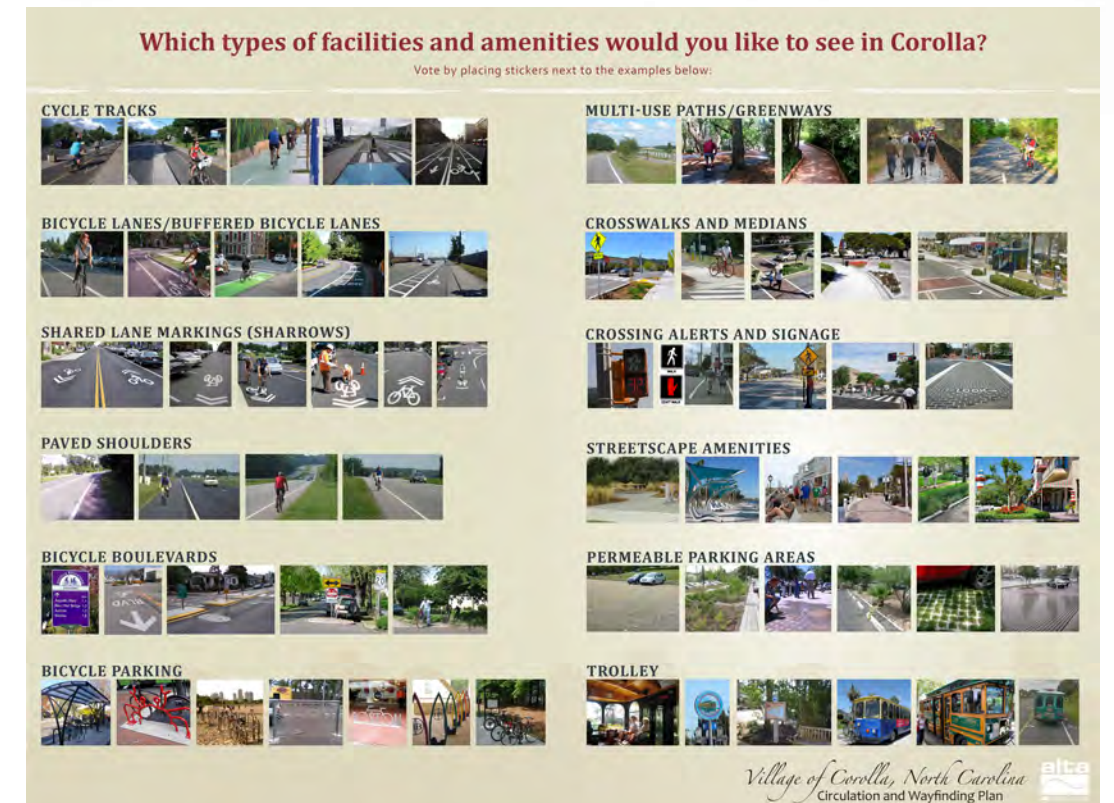 Which types of facilities and amenities would you like to see in Corolla?
Vote by placing stickers next to the examples below:
CYCLE TRACKS
BICYCLE LANES/BUFFERED BICYCLE LANES
SHARED LANE MARKINGS (SHARROWS)
PAVED SHOULDERS
BICYCLE BOULEVARDS
BICYCLE PARKING
MULTI-USE PATHS/GREENWAYS
CROSSWALKS AND MEDIANS
CROSSING ALERTS AND SIGNAGE
LOOK
STREETSCAPE AMENITIES
PERMEABLE PARKING AREAS
TROLLEY
Village of Corolla, North Carolina
Circulation and Wayfinding Plan
alta